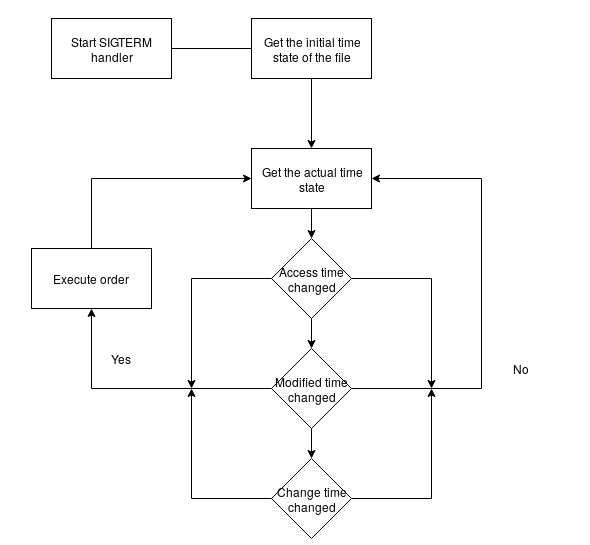 Start SIGTERM
handler
Get the initial time
state of the file
Get the actual time
state
Access time
changed
Execute order
Yes
No
Modified time
changed
Change time
changed